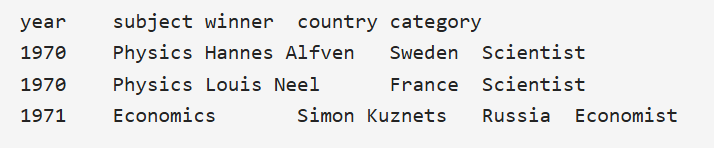 year subject winner country category
1970 Physics Hannes Alfven Sweden Scientist
1970 Physics Louis Neel France Scientist
1971 Economics Simon Kuznets Russia Economist